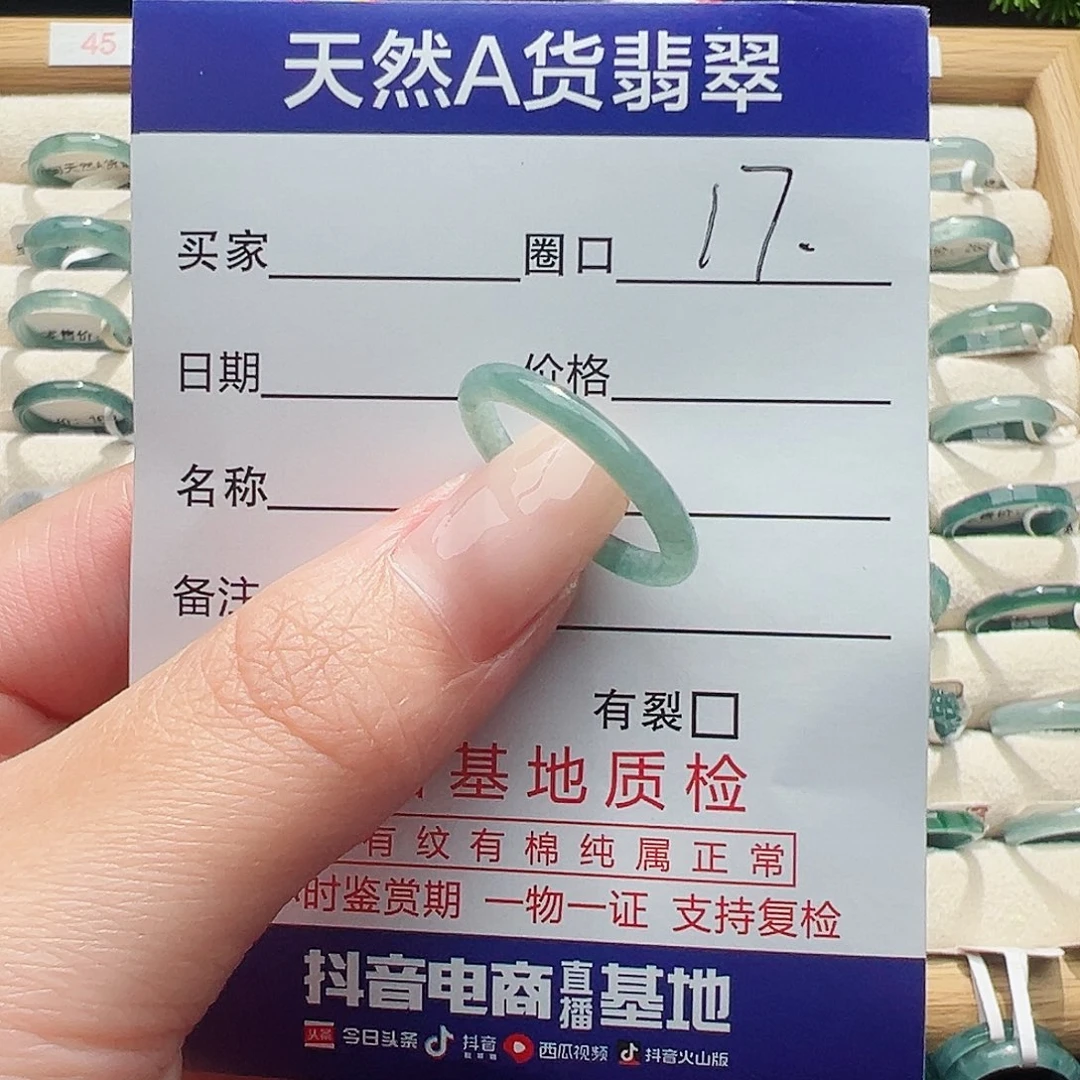 45
天然A货翡翠
买家 圈口 17.
日期 价格
名称
备注
有裂
基地质检
有纹有棉纯属正常
时鉴赏期 一物一证 支持复检
抖音电商直播基地
头条 今日头条 抖音 西瓜视频 抖音火山版